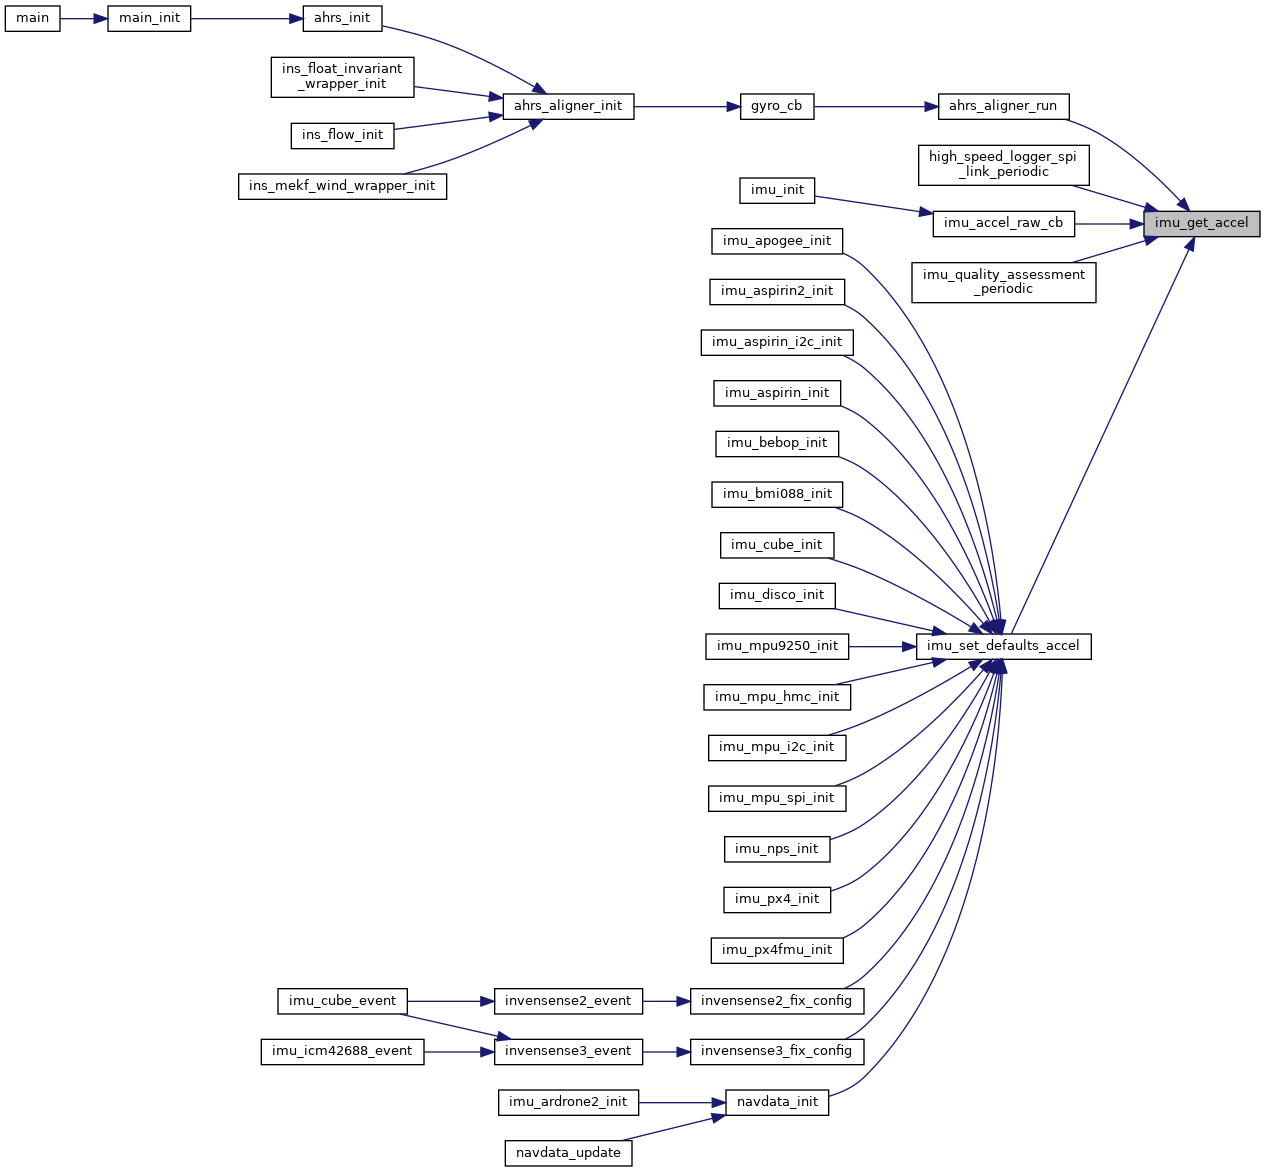 main
main_init
ahrs_init
ins_float_invariant
_wrapper_init
ahrs_aligner_init
gyro_cb
ahrs_aligner_run
ins_flow_init
ins_mekf_wind_wrapper_init
high_speed_logger_spi
_link_periodic
imu_init
imu_accel_raw_cb
imu_get_accel
imu_apogee_init
imu_quality_assessment
_periodic
imu_aspirin2_init
imu_aspirin_i2c_init
imu_aspirin_init
imu_bebop_init
imu_bmi088_init
imu_cube_init
imu_disco_init
imu_mpu9250_init
imu_set_defaults_accel
imu_mpu_hmc_init
imu_mpu_i2c_init
imu_mpu_spi_init
imu_nps_init
imu_px4_init
imu_px4fmu_init
imu_cube_event
invensense2_event
invensense2_fix_config
imu_icm42688_event
invensense3_event
invensense3_fix_config
imu_ardrone2_init
navdata_init
navdata_update